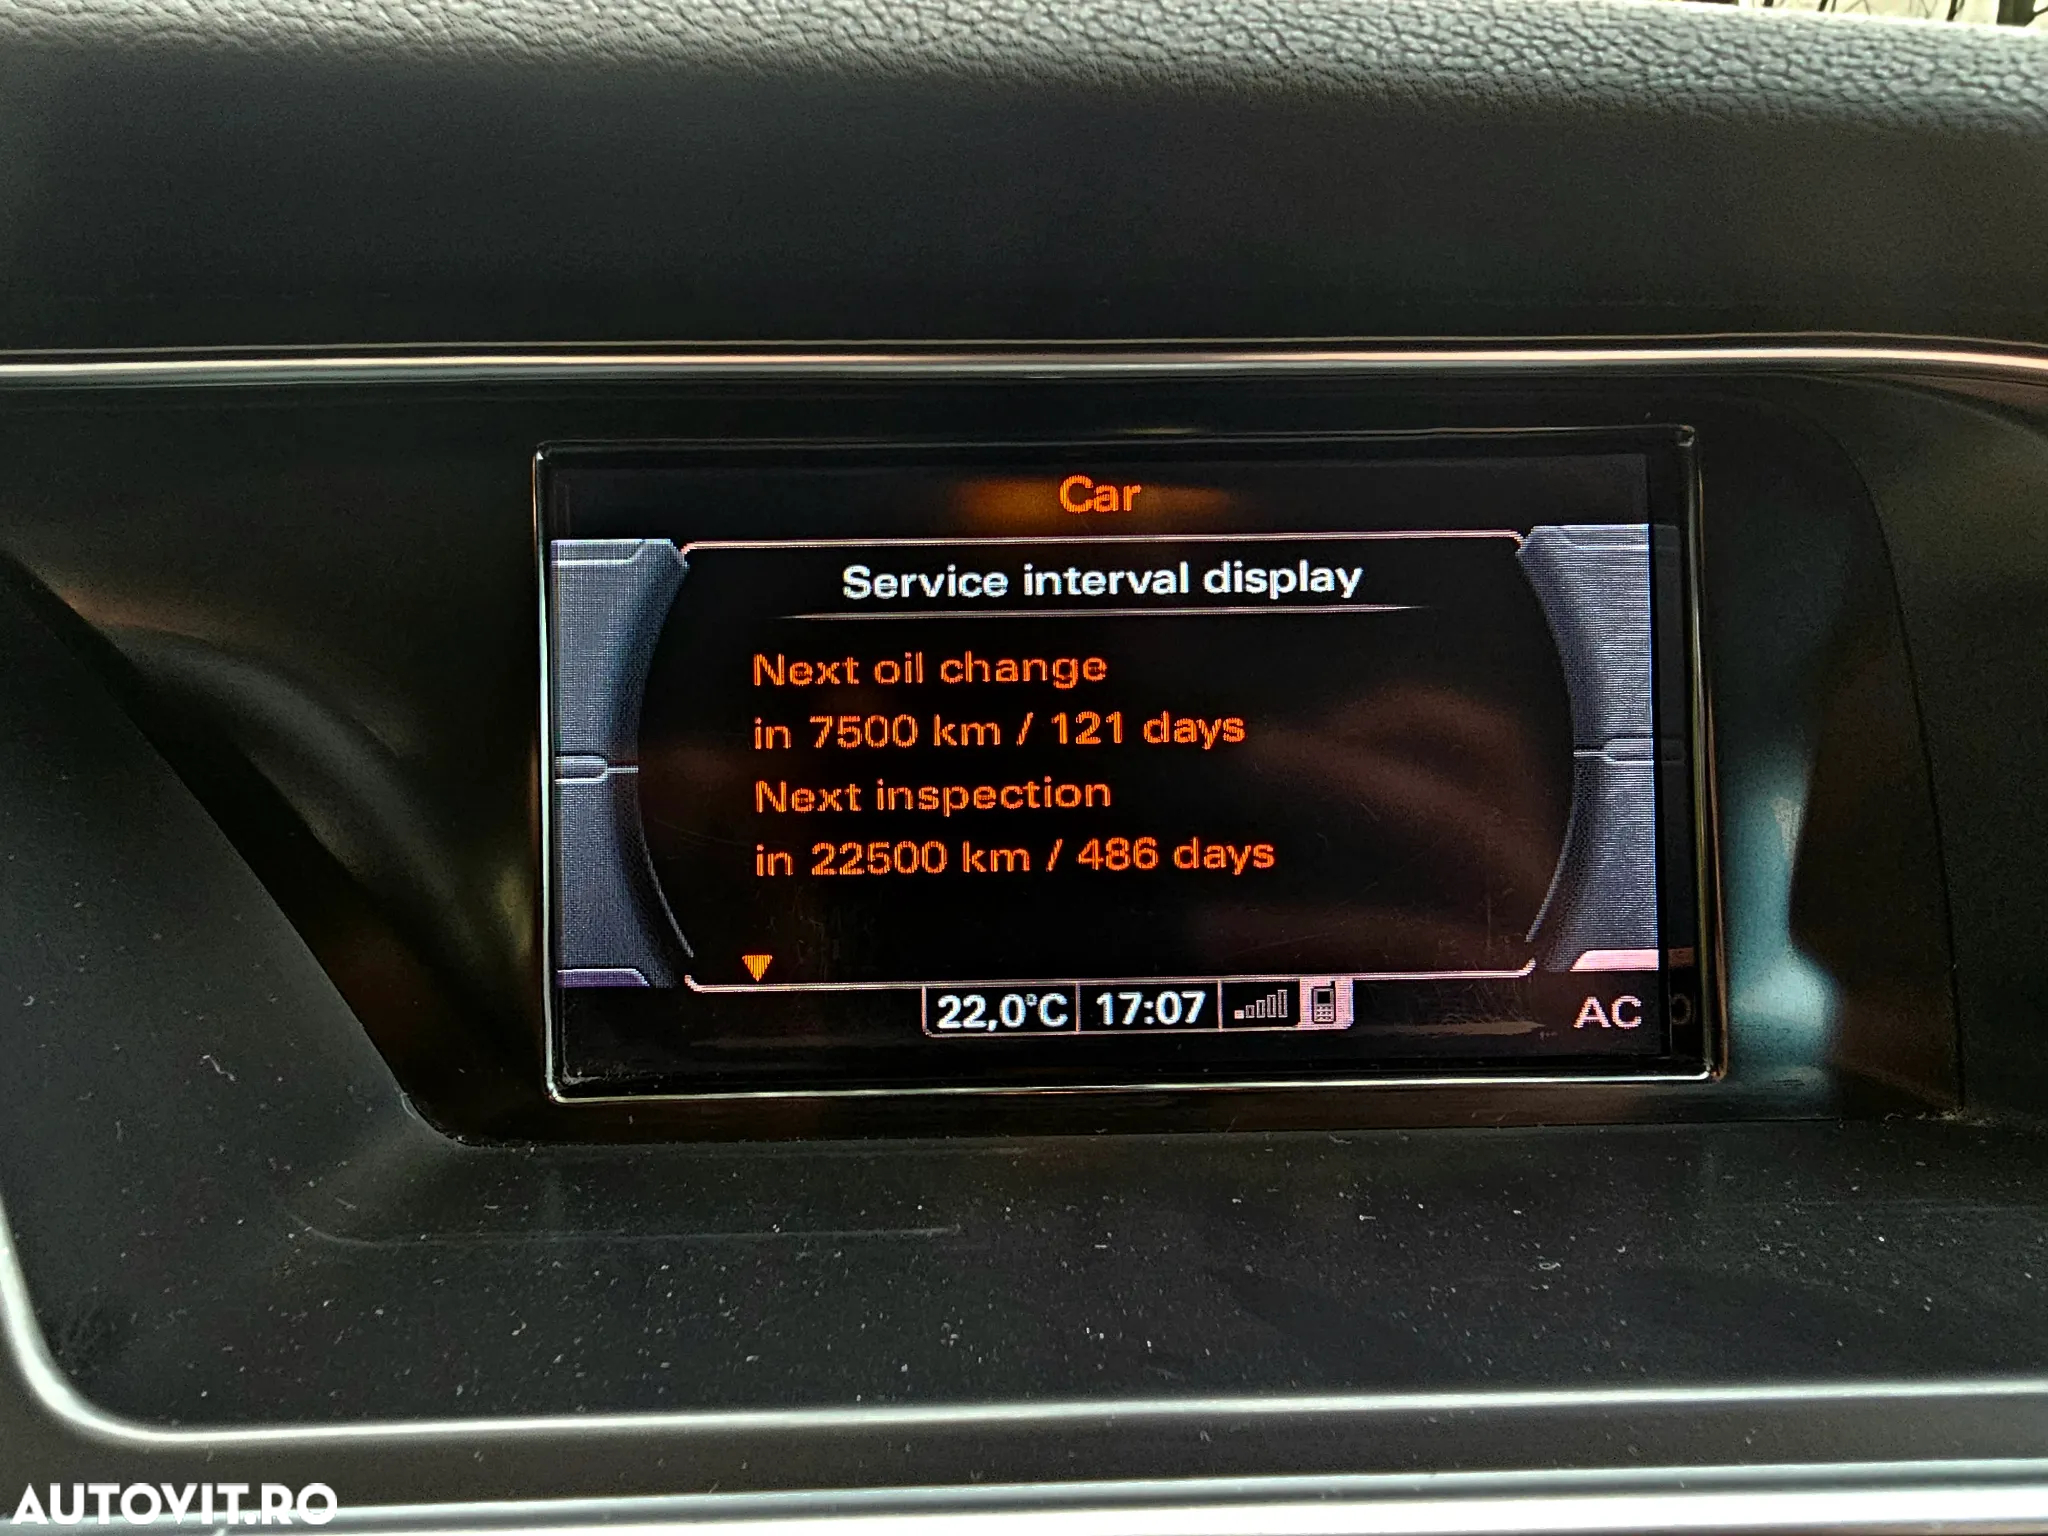 Car
Service interval display
Next oil change
in 7500 km / 121 days
Next inspection
in 22500 km / 486 days
22,0°C 17:07
AC
AUTOVIT.RO